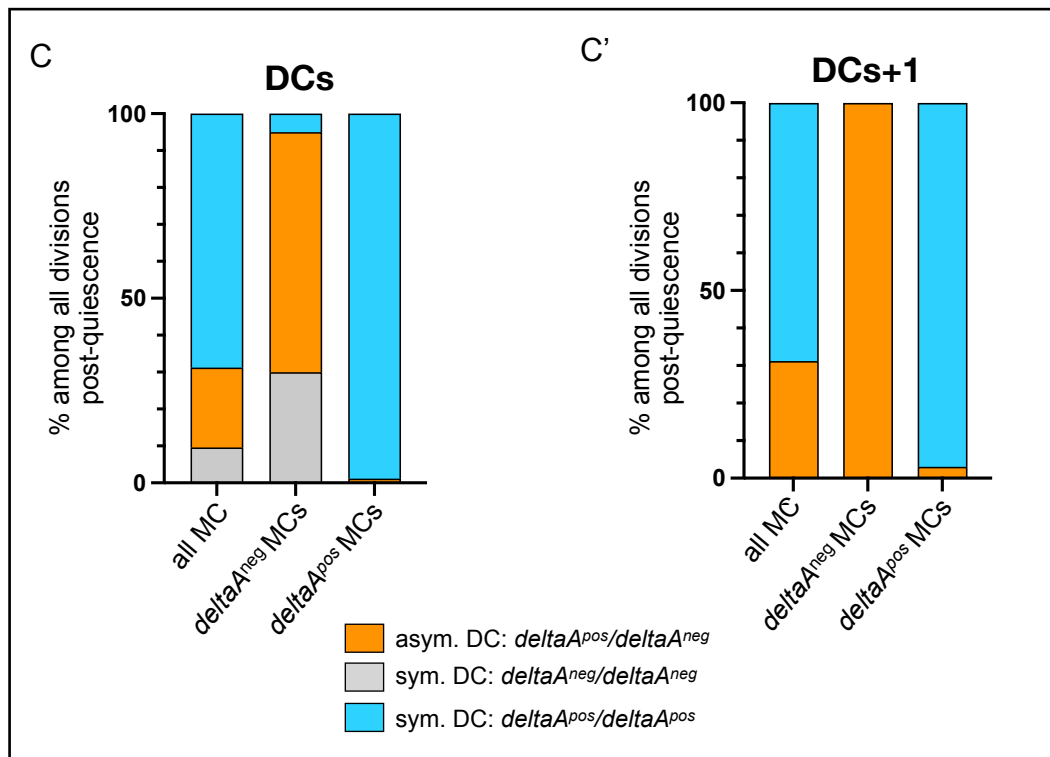 C
DCs
100
50
0
% among all divisions
post-quiescence
all MC
deltaAneg MCs
deltaApos MCs
C'
DCs+1
100
50
0
% among all divisions
post-quiescence
all MC
deltaAneg MCs
deltaApos MCs
asym. DC: deltaApos/deltaAneg
sym. DC: deltaAneg/deltaAneg
sym. DC: deltaApos/deltaApos